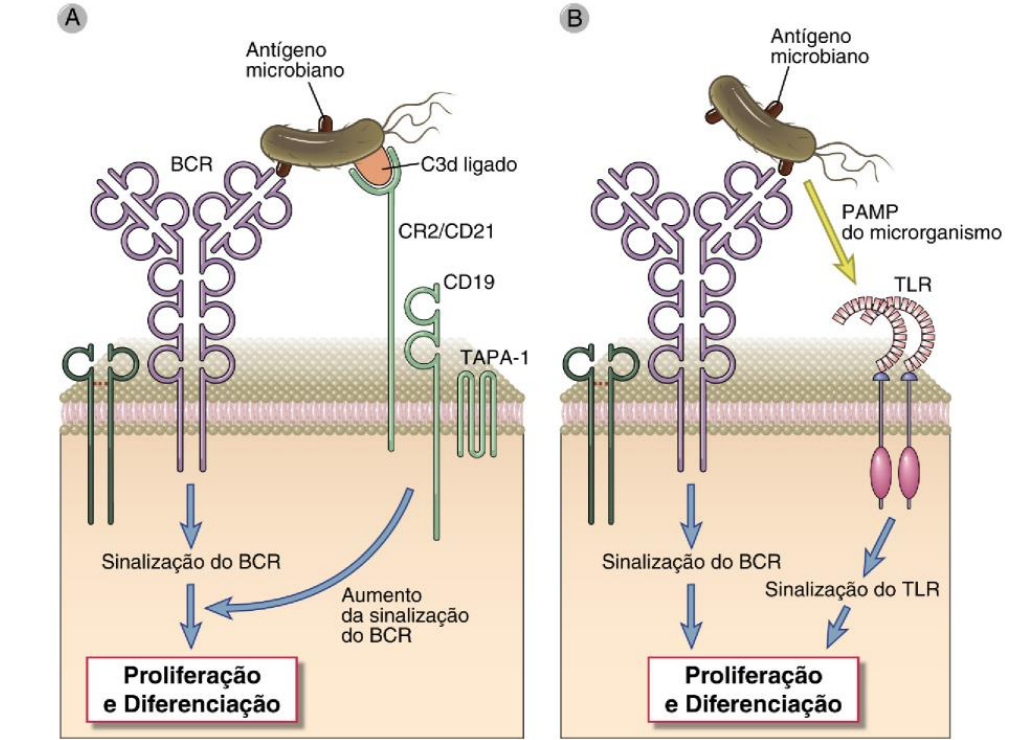 A
Antígeno
microbiano
BCR
C3d ligado
CR2/CD21
CD19
TAPA-1
Sinalização do BCR
Aumento
da sinalização
do BCR
Proliferação
e Diferenciação
B
Antígeno
microbiano
PAMP
do microrganismo
TLR
Sinalização do BCR
Sinalização do TLR
Proliferação
e Diferenciação